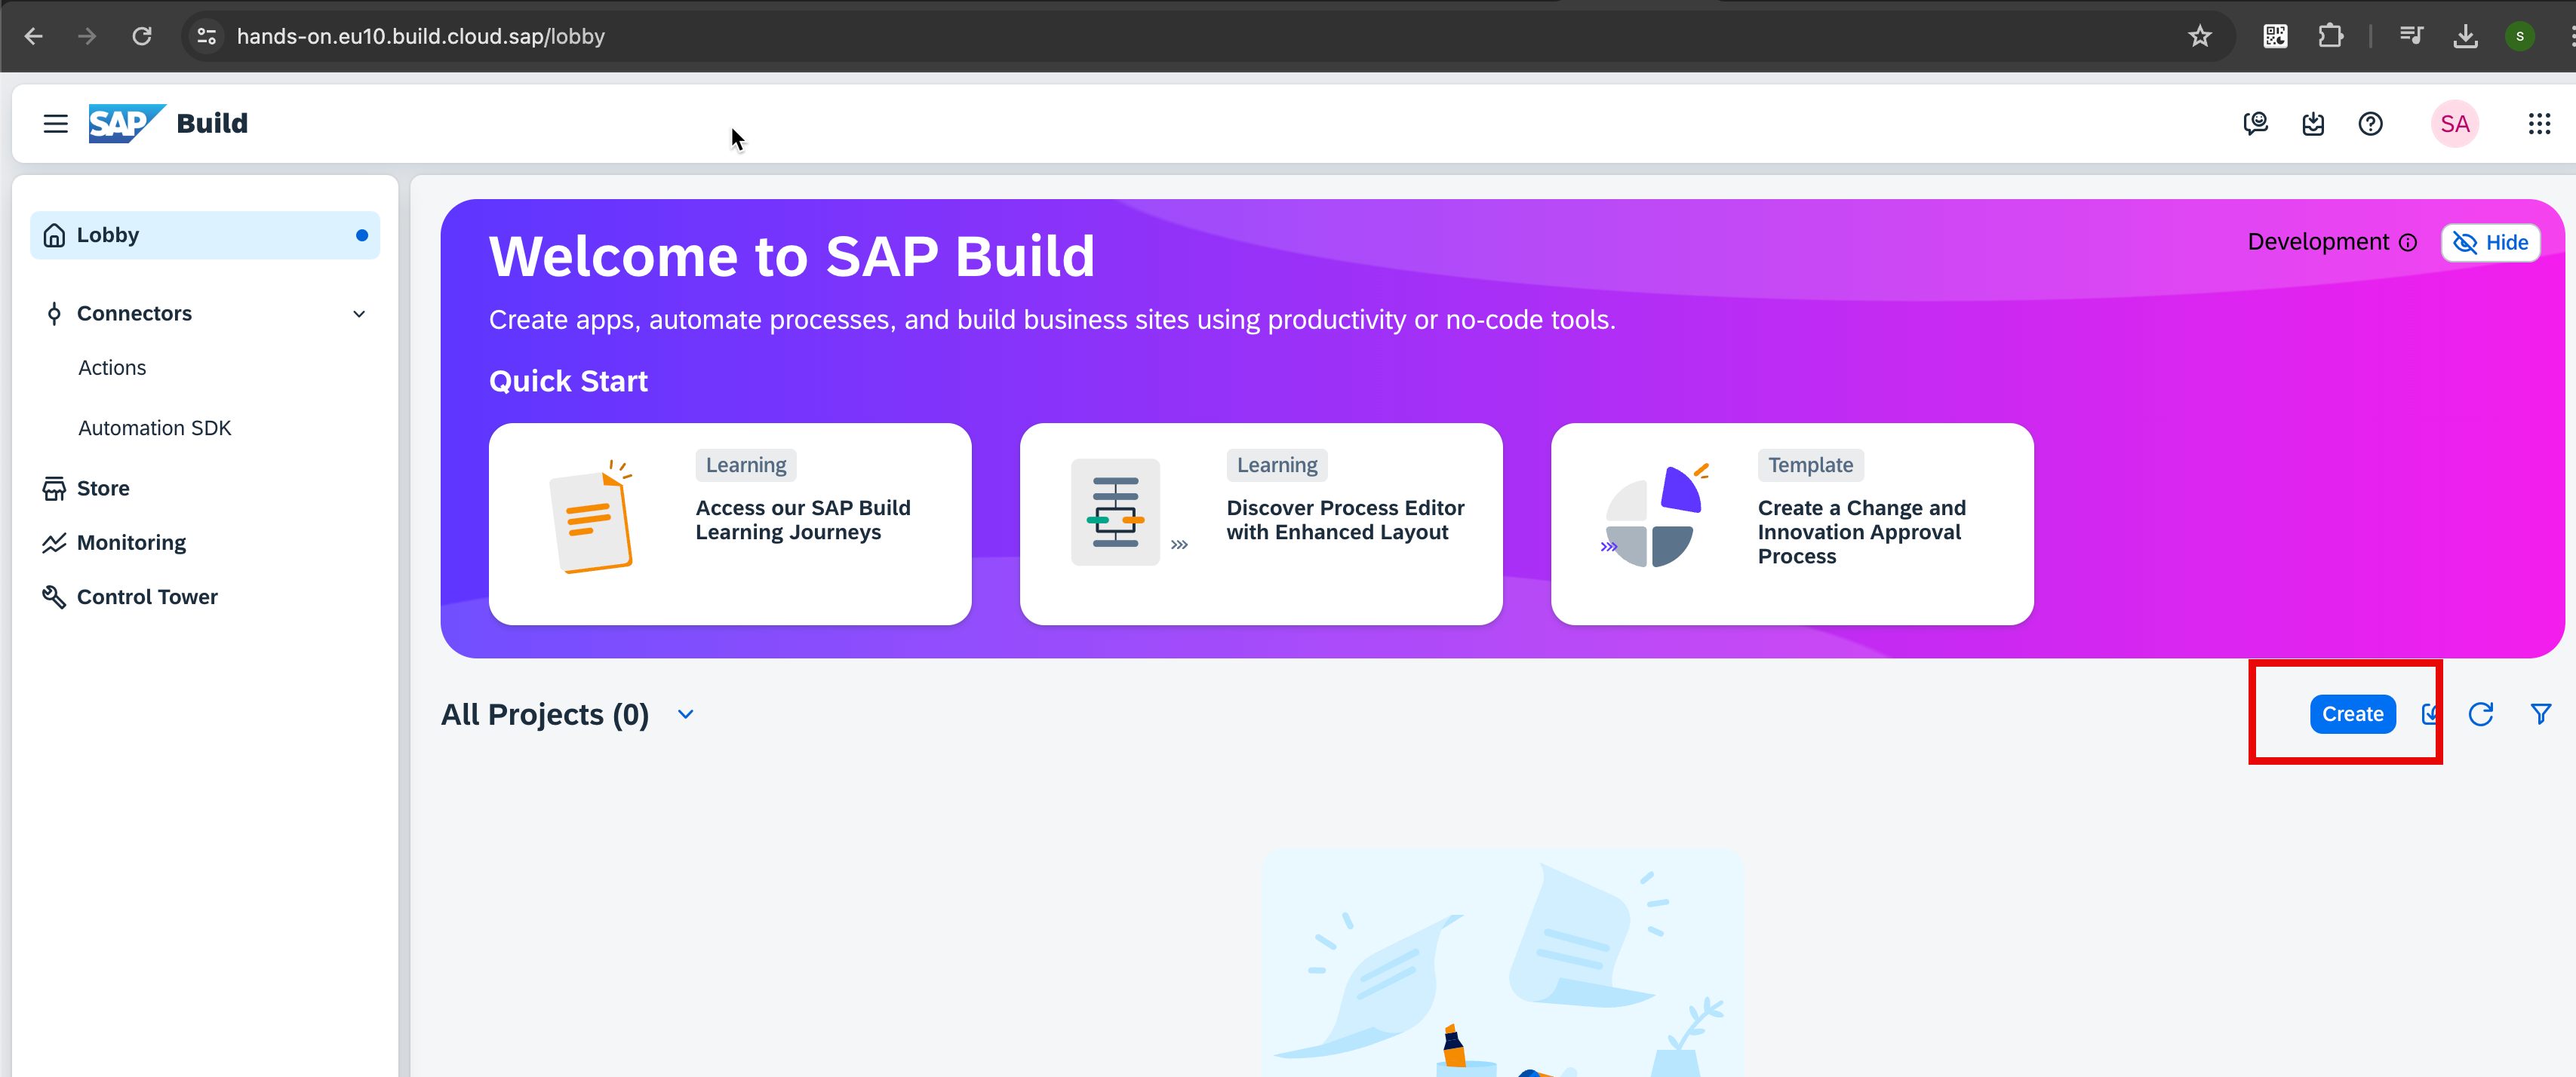 hands-on.eu10.build.cloud.sap/lobby
S
SAP Build
SA
Lobby
Connectors
Actions
Automation SDK
Store
Monitoring
Control Tower
Welcome to SAP Build
Development
Hide
Create apps, automate processes, and build business sites using productivity or no-code tools.
Quick Start
Learning
Access our SAP Build
Learning Journeys
Learning
Discover Process Editor
with Enhanced Layout
Template
Create a Change and
Innovation Approval
Process
All Projects (0)
Create